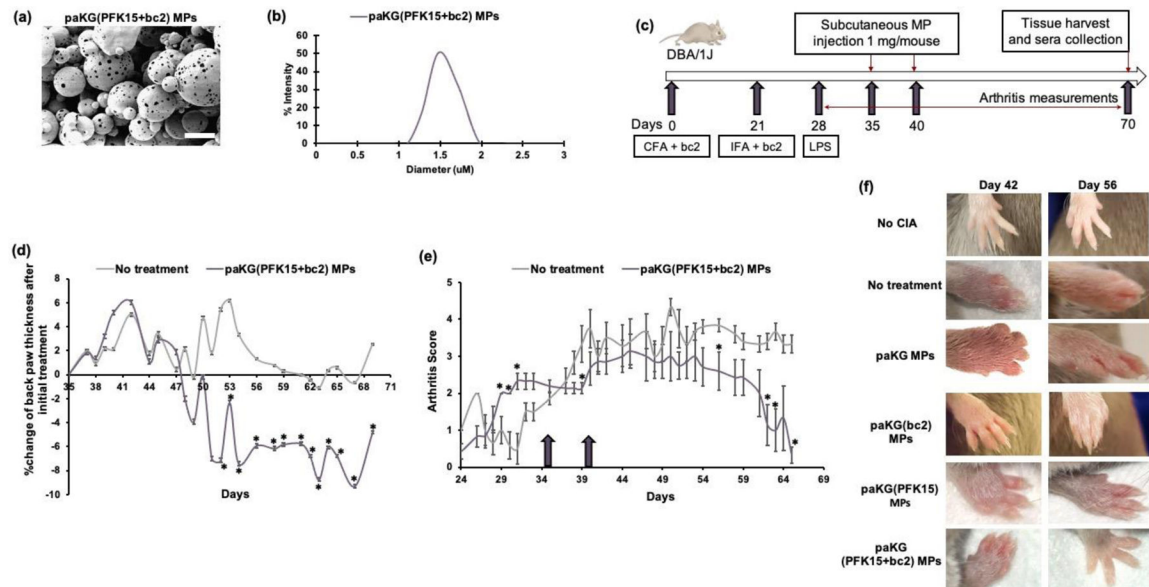 (a)
paKG(PFK15+bc2) MPs
(b)
paKG(PFK15+bc2) MPs
% Intensity
60
50
40
30
20
10
0
0 0.5 1 1.5 2 2.5 3
Diameter (uM)
(c)
DBA/1J
Subcutaneous MP
injection 1 mg/mouse
Tissue harvest
and sera collection
Arthritis measurements
Days 0 21 28 35 40 70
CFA + bc2 IFA + bc2 LPS
(d)
No treatment paKG(PFK15+bc2) MPs
%change of back paw thickness after
initial treatment
8
6
4
2
0
-2
-4
-6
-8
-10
35 38 41 44 47 50 53 56 59 62 65 68 71
Days
(e)
No treatment paKG(PFK15+bc2) MPs
Arthritis Score
5
4
3
2
1
0
24 29 34 39 44 49 54 59 64 69
Days
(f)
Day 42 Day 56
No CIA
No treatment
paKG MPs
paKG(bc2)
MPs
paKG(PFK15)
MPs
paKG
(PFK15+bc2) MPs